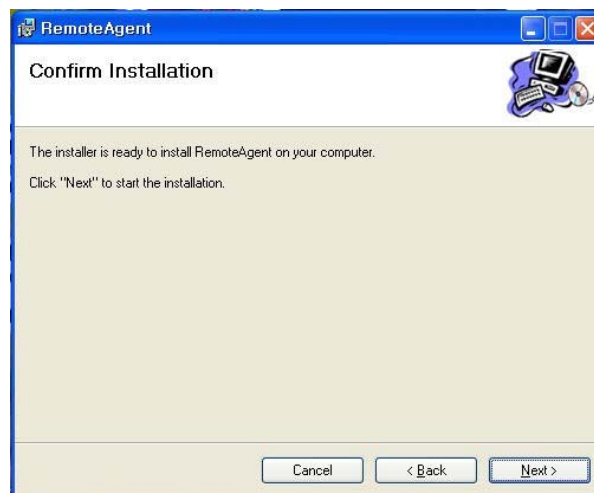 RemoteAgent
Confirm Installation
The installer is ready to install RemoteAgent on your computer.
Click "Next" to start the installation.
Cancel
< Back
Next >